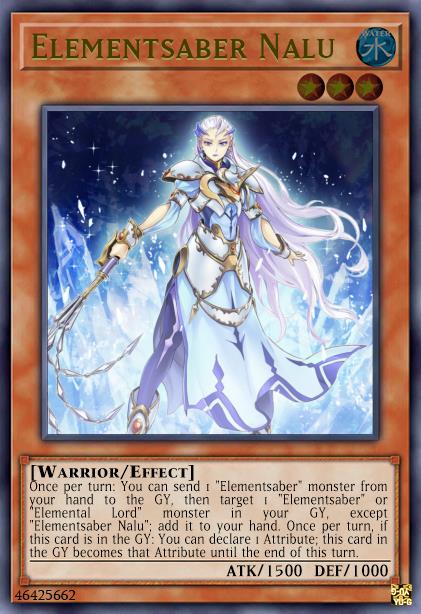 Elementsaber Nalu
WATER
水
[Warrior/Effect]
Once per turn: You can send 1 "Elementsaber" monster from
your hand to the GY, then target 1 "Elementsaber" or
"Elemental Lord" monster in your GY, except
"Elementsaber Nalu"; add it to your hand. Once per turn, if
this card is in the GY: You can declare 1 Attribute; this card in
the GY becomes that Attribute until the end of this turn.
ATK/1500 DEF/1000
46425662